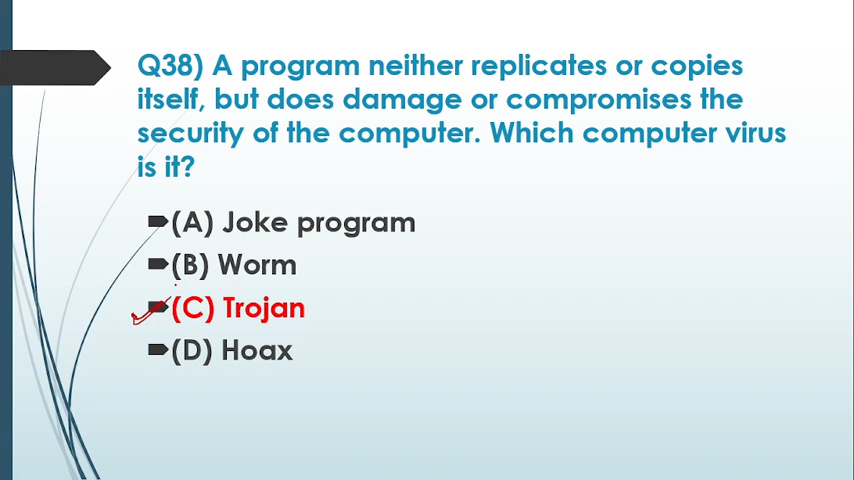 Q38) A program neither replicates or copies
itself, but does damage or compromises the
security of the computer. Which computer virus
is it?
(A) Joke program
(B) Worm
(C) Trojan
(D) Hoax